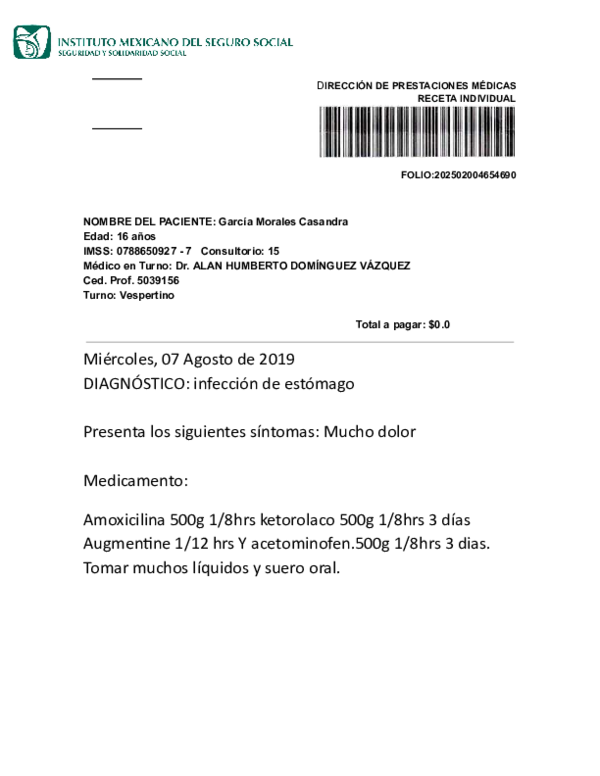 INSTITUTO MEXICANO DEL SEGURO SOCIAL
SEGURIDAD Y SOLIDARIDAD SOCIAL
DIRECCIÓN DE PRESTACIONES MÉDICAS
RECETA INDIVIDUAL
FOLIO:202502004654690
NOMBRE DEL PACIENTE: García Morales Casandra
Edad: 16 años
IMSS: 0788650927 - 7 Consultorio: 15
Médico en Turno: Dr. ALAN HUMBERTO DOMÍNGUEZ VÁZQUEZ
Ced. Prof. 5039156
Turno: Vespertino
Total a pagar: $0.0
Miércoles, 07 Agosto de 2019
DIAGNÓSTICO: infección de estómago
Presenta los siguientes síntomas: Mucho dolor
Medicamento:
Amoxicilina 500g 1/8hrs ketorolaco 500g 1/8hrs 3 días
Augmentine 1/12 hrs Y acetominofen.500g 1/8hrs 3 dias.
Tomar muchos líquidos y suero oral.